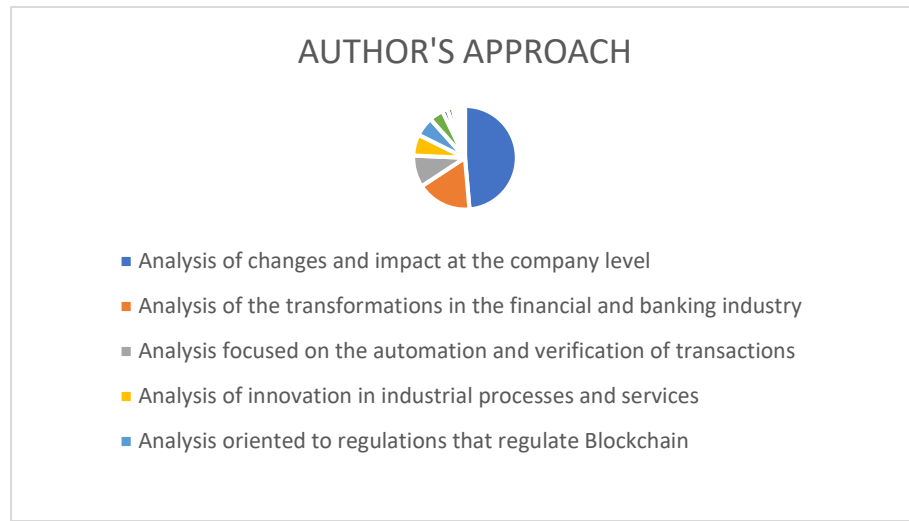 AUTHOR'S APPROACH
Analysis of changes and impact at the company level
Analysis of the transformations in the financial and banking industry
Analysis focused on the automation and verification of transactions
Analysis of innovation in industrial processes and services
Analysis oriented to regulations that regulate Blockchain